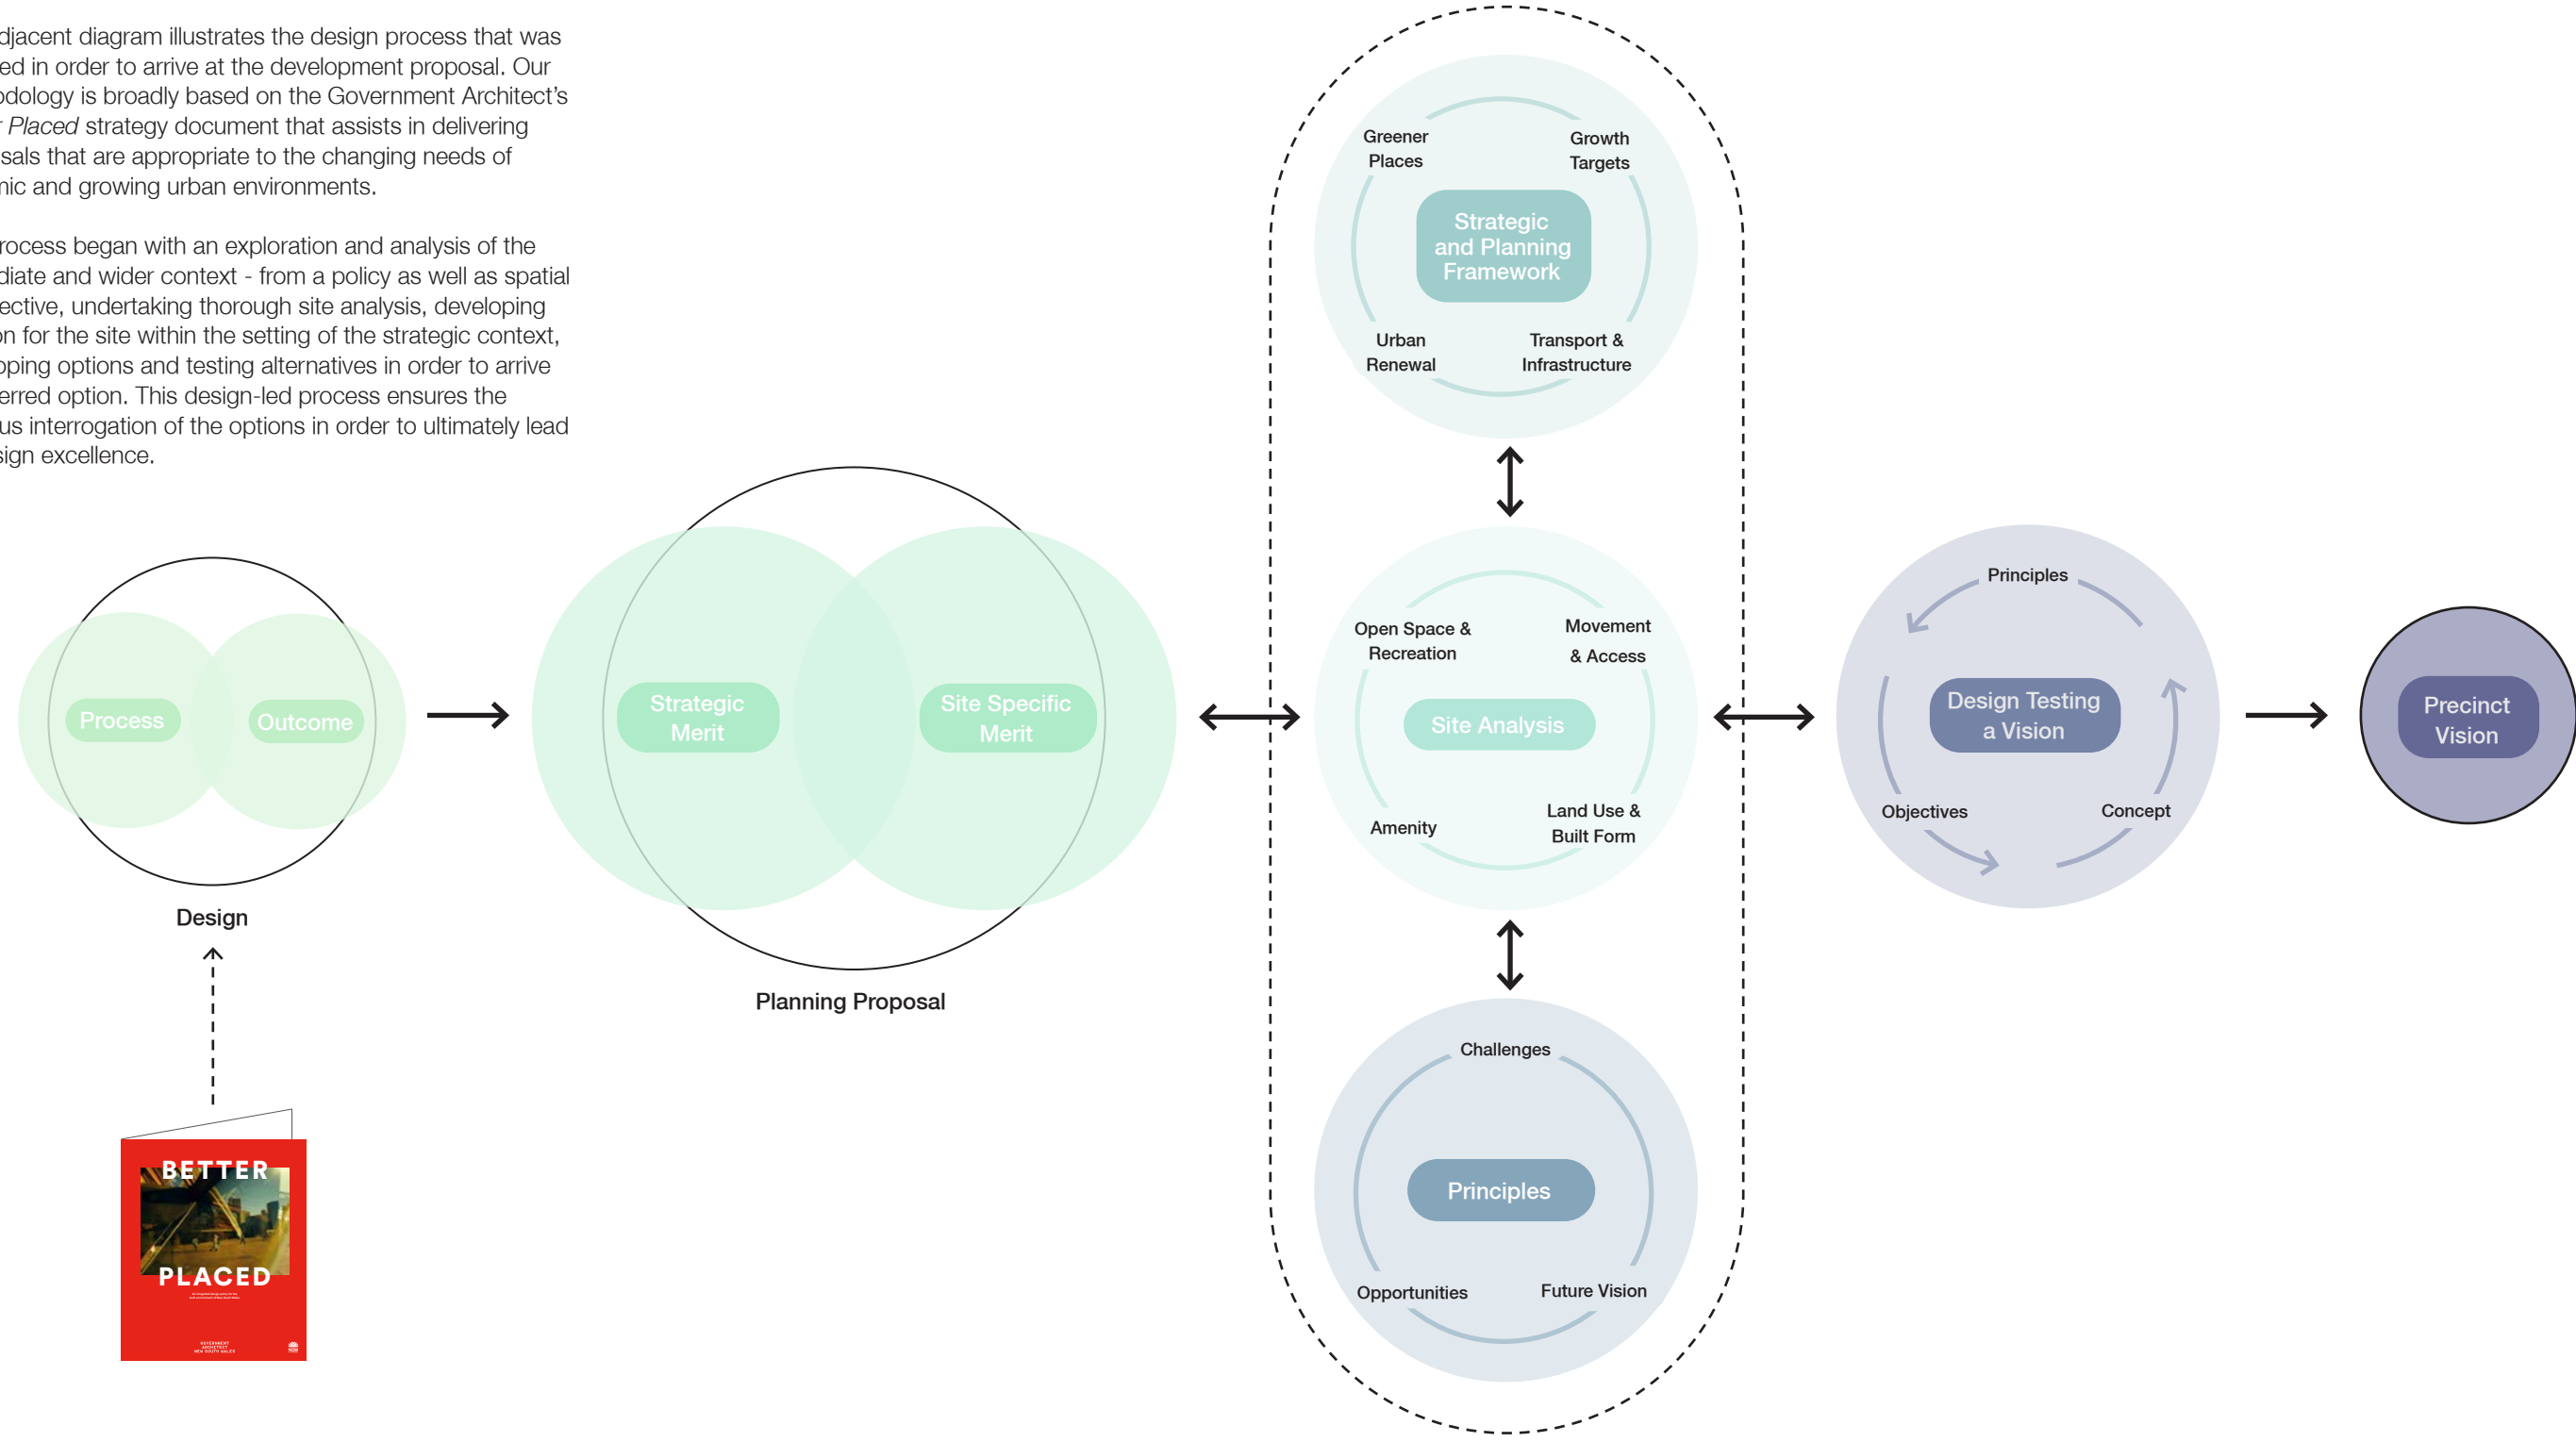 djacent diagram illustrates the design process that was
ed in order to arrive at the development proposal. Our
odology is broadly based on the Government Architect's
r Placed strategy document that assists in delivering
sals that are appropriate to the changing needs of
mic and growing urban environments.
rocess began with an exploration and analysis of the
diate and wider context - from a policy as well as spatial
ective, undertaking thorough site analysis, developing
on for the site within the setting of the strategic context,
oping options and testing alternatives in order to arrive
erred option. This design-led process ensures the
us interrogation of the options in order to ultimately lead
sign excellence.
Process
Outcome
Design
BETTER
PLACED
GOVERNMENT
ARCHITECT
NEW SOUTH WALES
Strategic
Merit
Site Specific
Merit
Planning Proposal
Greener
Places
Growth
Targets
Strategic
and Planning
Framework
Urban
Renewal
Transport &
Infrastructure
Open Space &
Recreation
Movement
& Access
Site Analysis
Amenity
Land Use &
Built Form
Challenges
Principles
Opportunities
Future Vision
Principles
Design Testing
a Vision
Objectives
Concept
Precinct
Vision